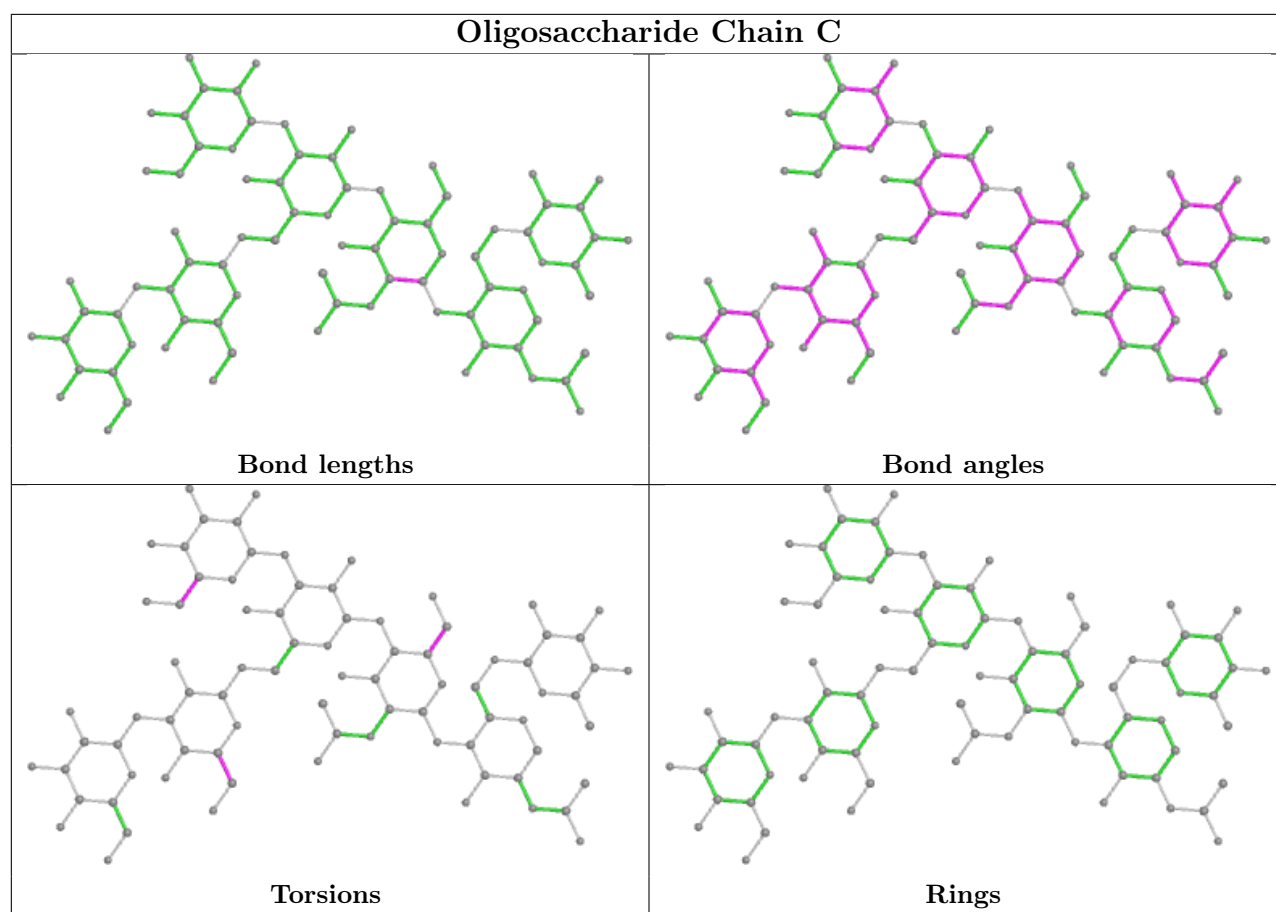 Oligosaccharide Chain C
Bond lengths
Bond angles
Torsions
Rings